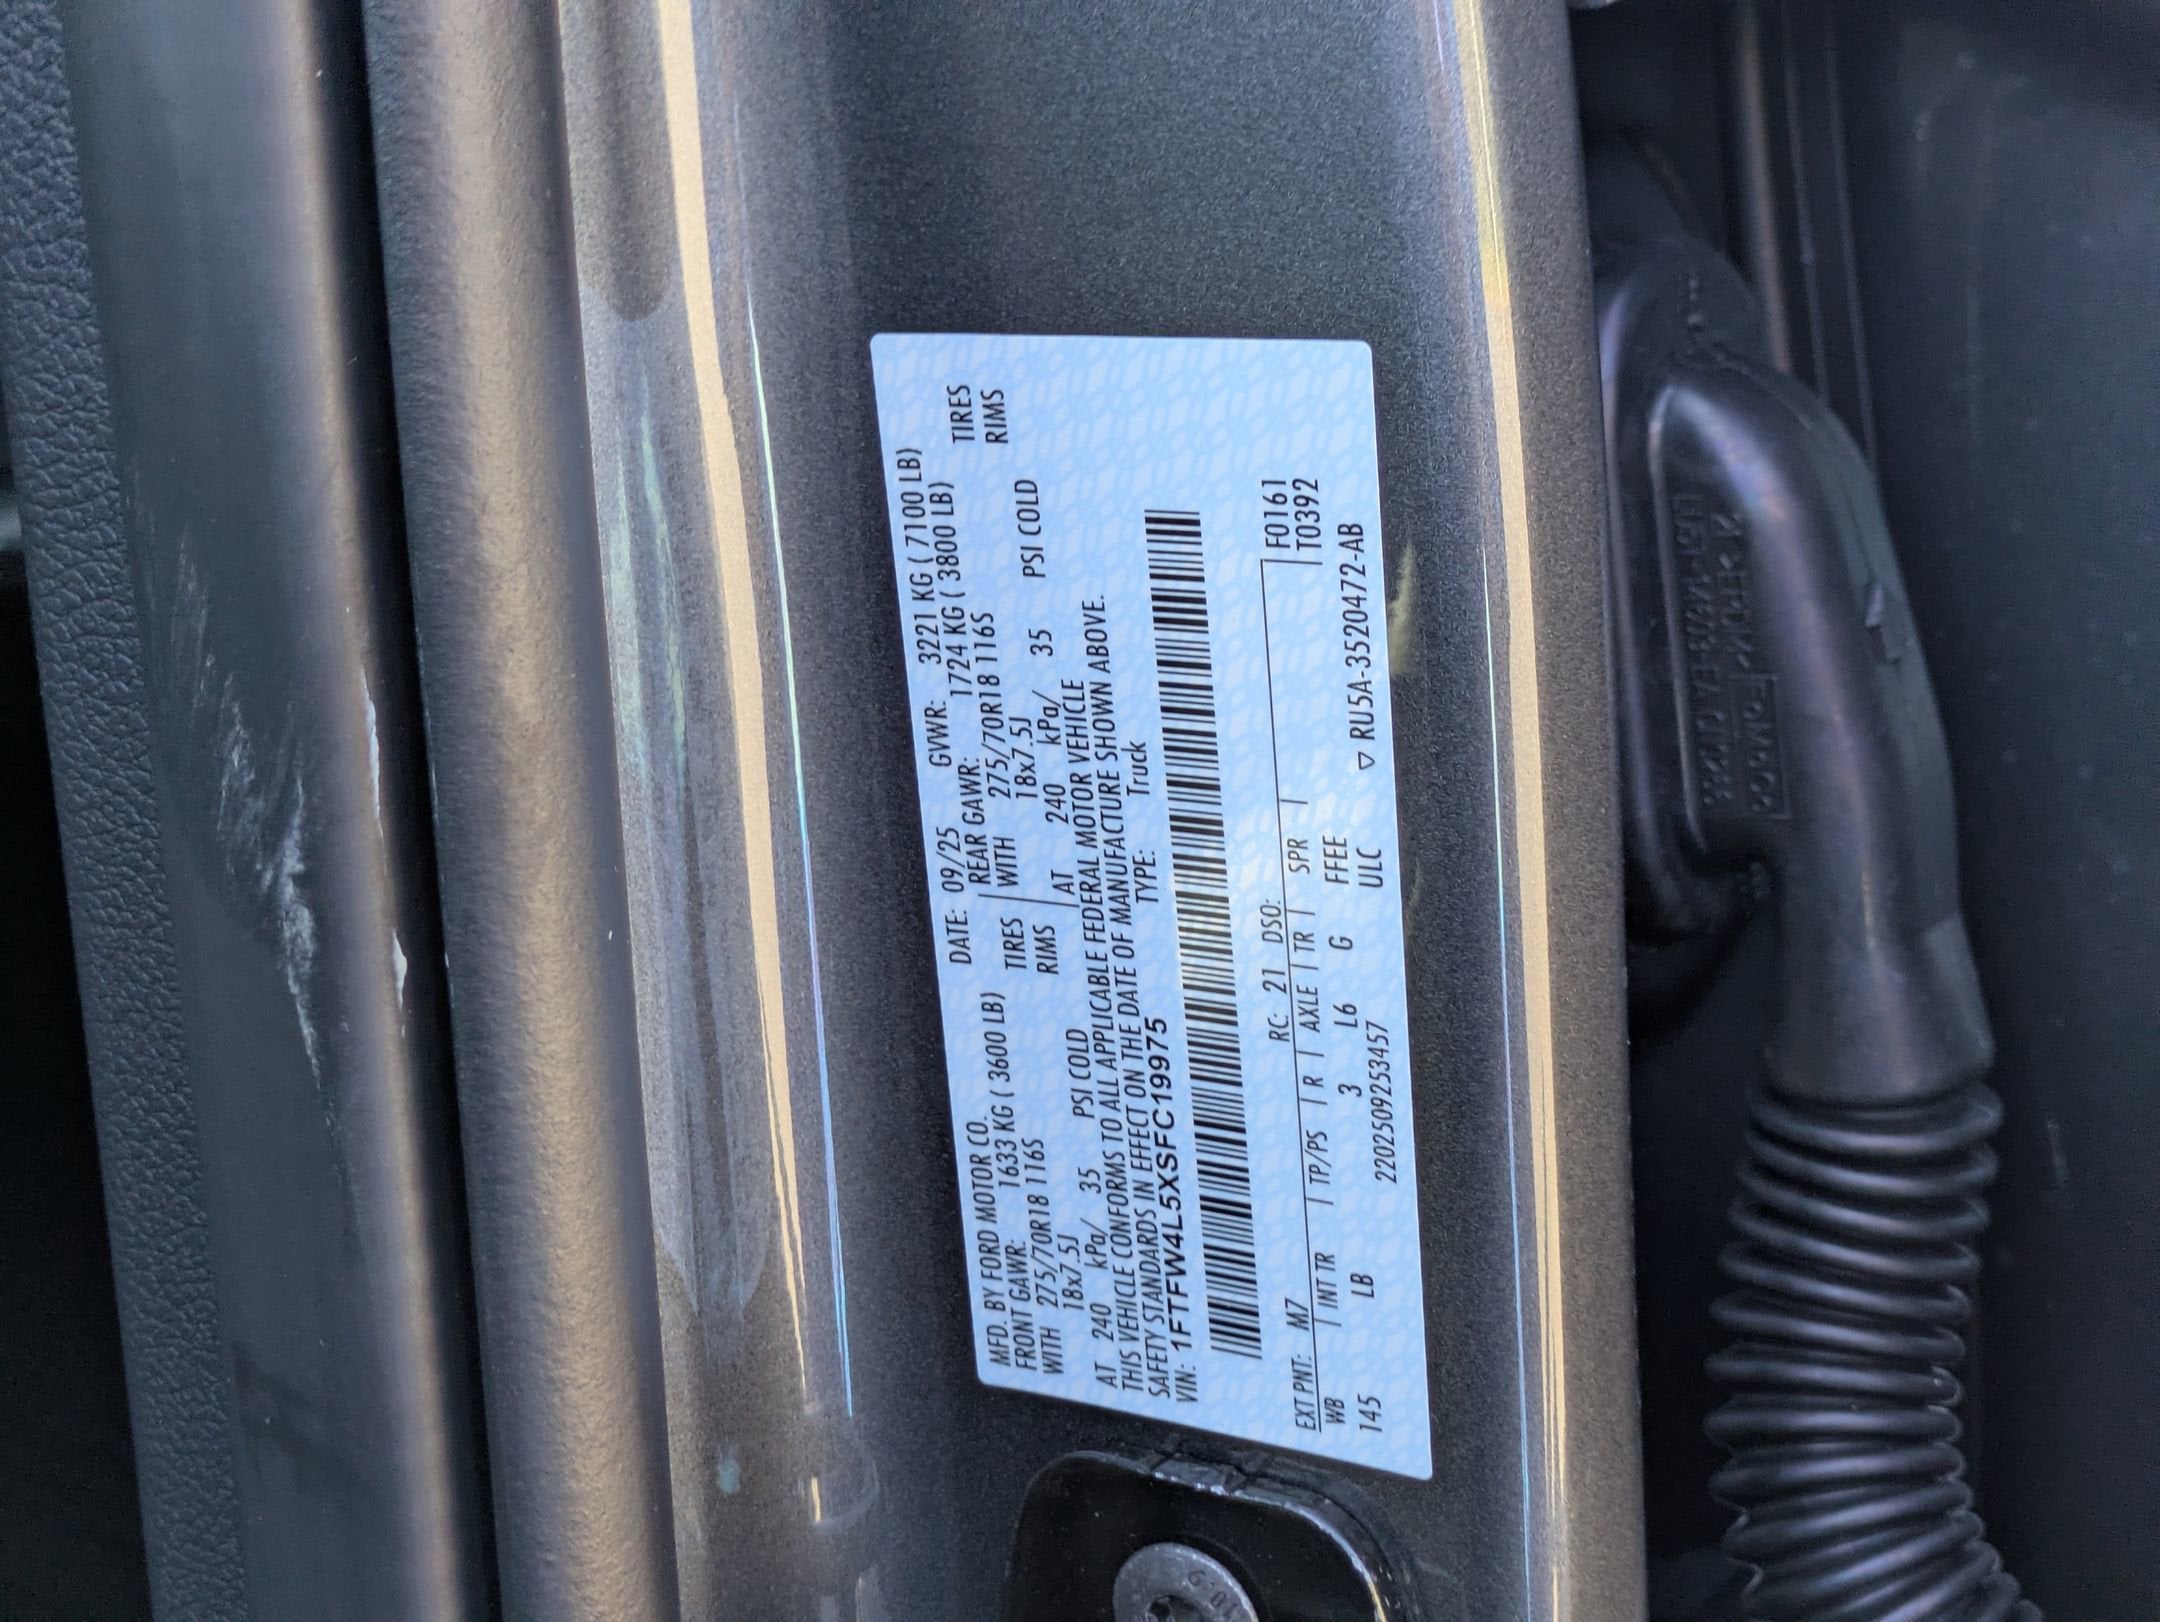 MFD. BY FORD MOTOR CO.
DATE: 09/25 GVWR: 3221 KG ( 7100 LB)
FRONT GAWR: 1633 KG ( 3600 LB) REAR GAWR: 1724 KG ( 3800 LB)
WITH 275/70R18 116S TIRES WITH 275/70R18 116S TIRES
18x7.5J RIMS 18x7.5J RIMS
AT 240 kPa/ 35 PSI COLD AT 240 kPa/ 35 PSI COLD
THIS VEHICLE CONFORMS TO ALL APPLICABLE FEDERAL MOTOR VEHICLE
SAFETY STANDARDS IN EFFECT ON THE DATE OF MANUFACTURE SHOWN ABOVE.
VIN: 1FTFW4L5XSFC19975 TYPE: Truck
EXT PNT: M7 RC: 21 DSO: F0161
WB INT TR TP/PS R AXLE TR SPR T0392
145 LB 3 L6 G FFEE
2202509253457 ULC ▽ RU5A-3520472-AB
10.9